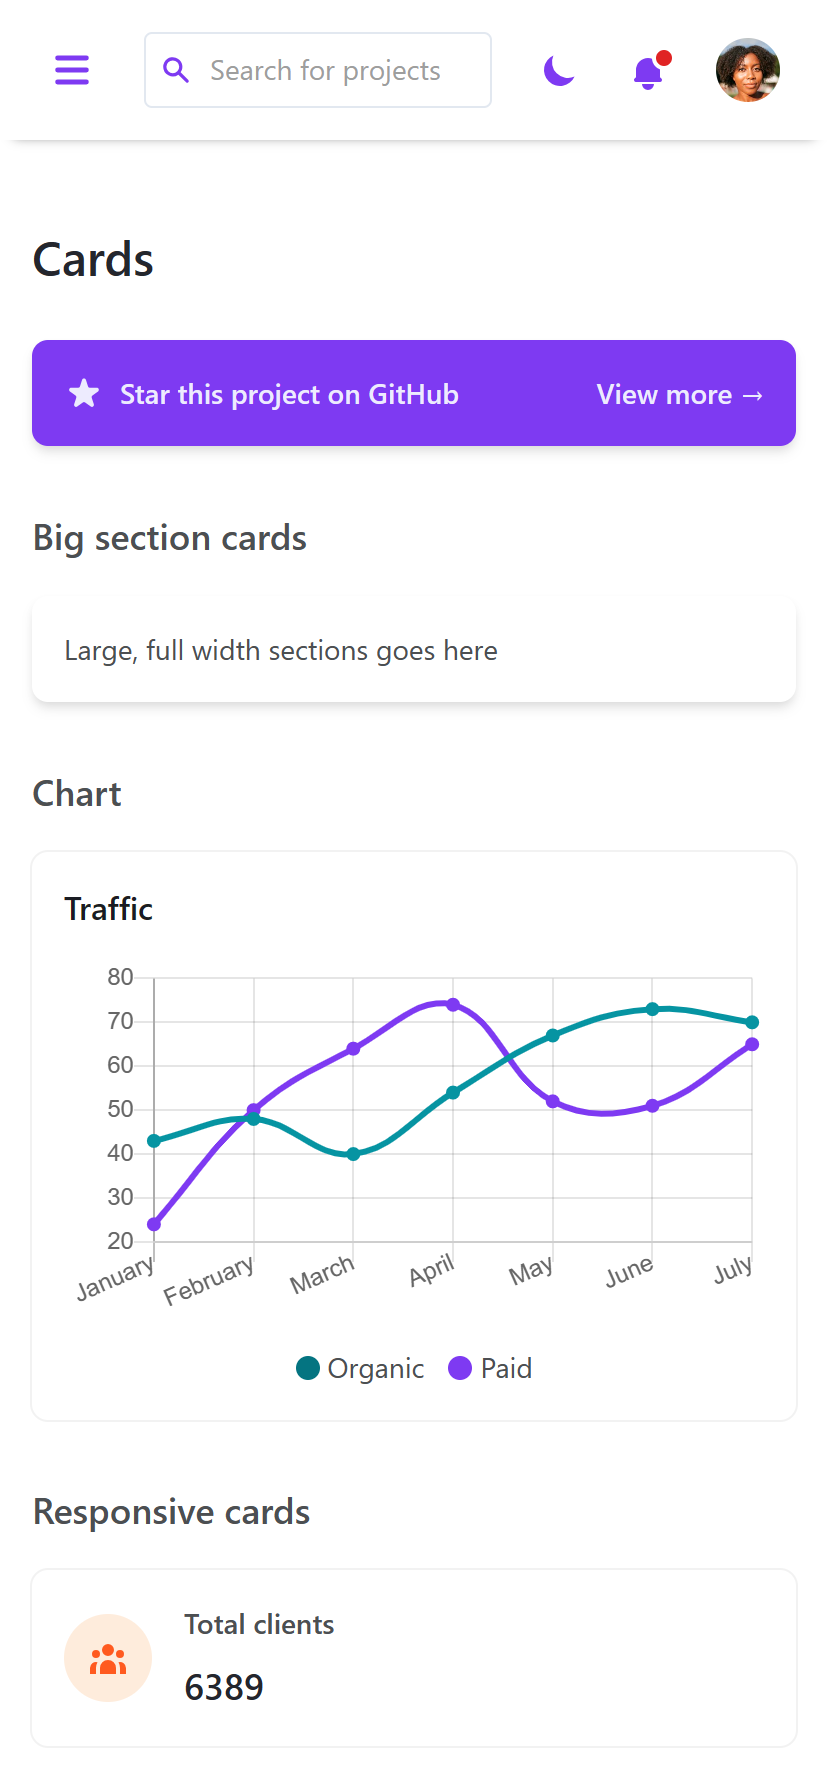 Search for projects
Cards
Star this project on GitHub View more →
Big section cards
Large, full width sections goes here
Chart
Traffic
80
70
60
50
40
30
20
January February March April May June July
Organic Paid
Responsive cards
Total clients
6389